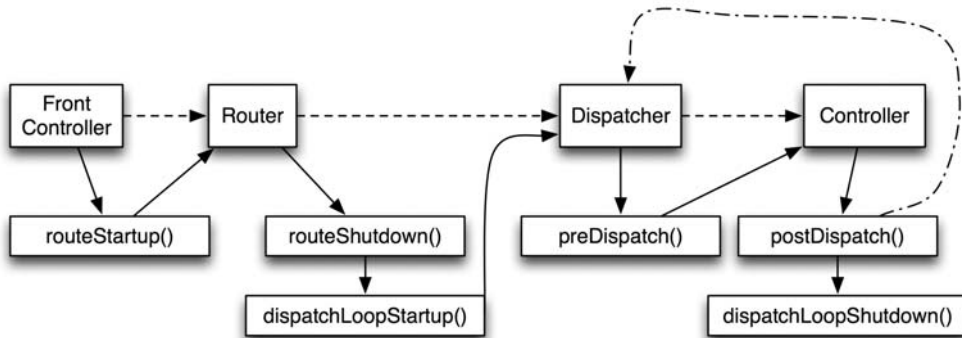 Front
Controller
Router
Dispatcher
Controller
routeStartup()
routeShutdown()
preDispatch()
postDispatch()
dispatchLoopStartup()
dispatchLoopShutdown()